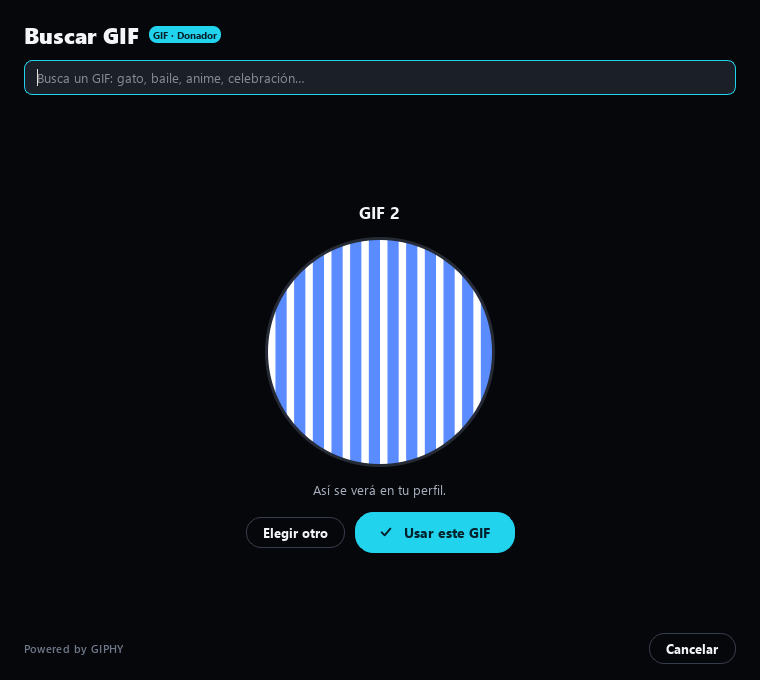 Buscar GIF
GIF · Donador
Busca un GIF: gato, baile, anime, celebración...
GIF 2
Así se verá en tu perfil.
Elegir otro
Usar este GIF
Powered by GIPHY
Cancelar